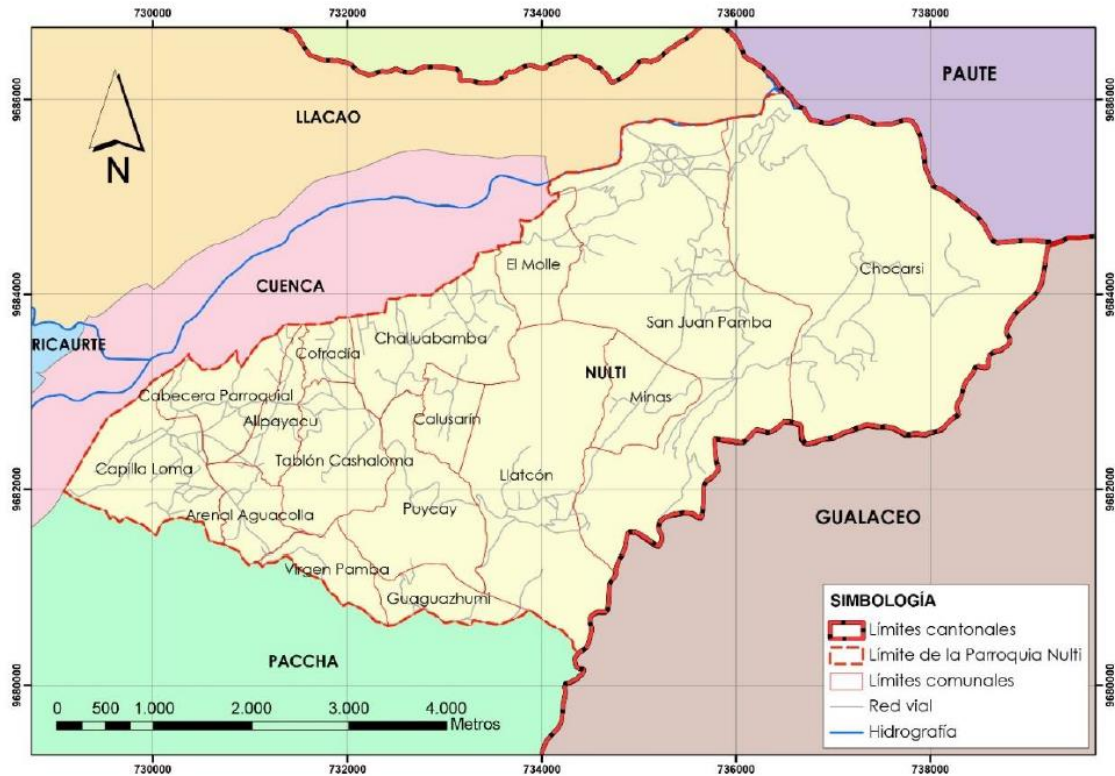 730000 732000 734000 736000 738000
PAUTE
9686000 9686000
LLACAO
N
El Molle
Chocarsi
9684000 9684000
CUENCA
San Juan Pamba
RICAURTE
Challuabamba
Cofradía
NULTI
Cabecera Parroquial
Minas
Allpayacu
Calusarín
Tablón Cashaloma
Capilla Loma
Llatcón
9682000 9682000
Arenal Aguacolla
Puycay
GUALACEO
Virgen Pamba
Guaguazhumi
PACCHA
9680000 9680000
SIMBOLOGÍA
Límites cantonales
Límite de la Parroquia Nulti
Límites comunales
Red vial
Hidrografía
0 500 1.000 2.000 3.000 4.000
Metros
730000 732000 734000 736000 738000